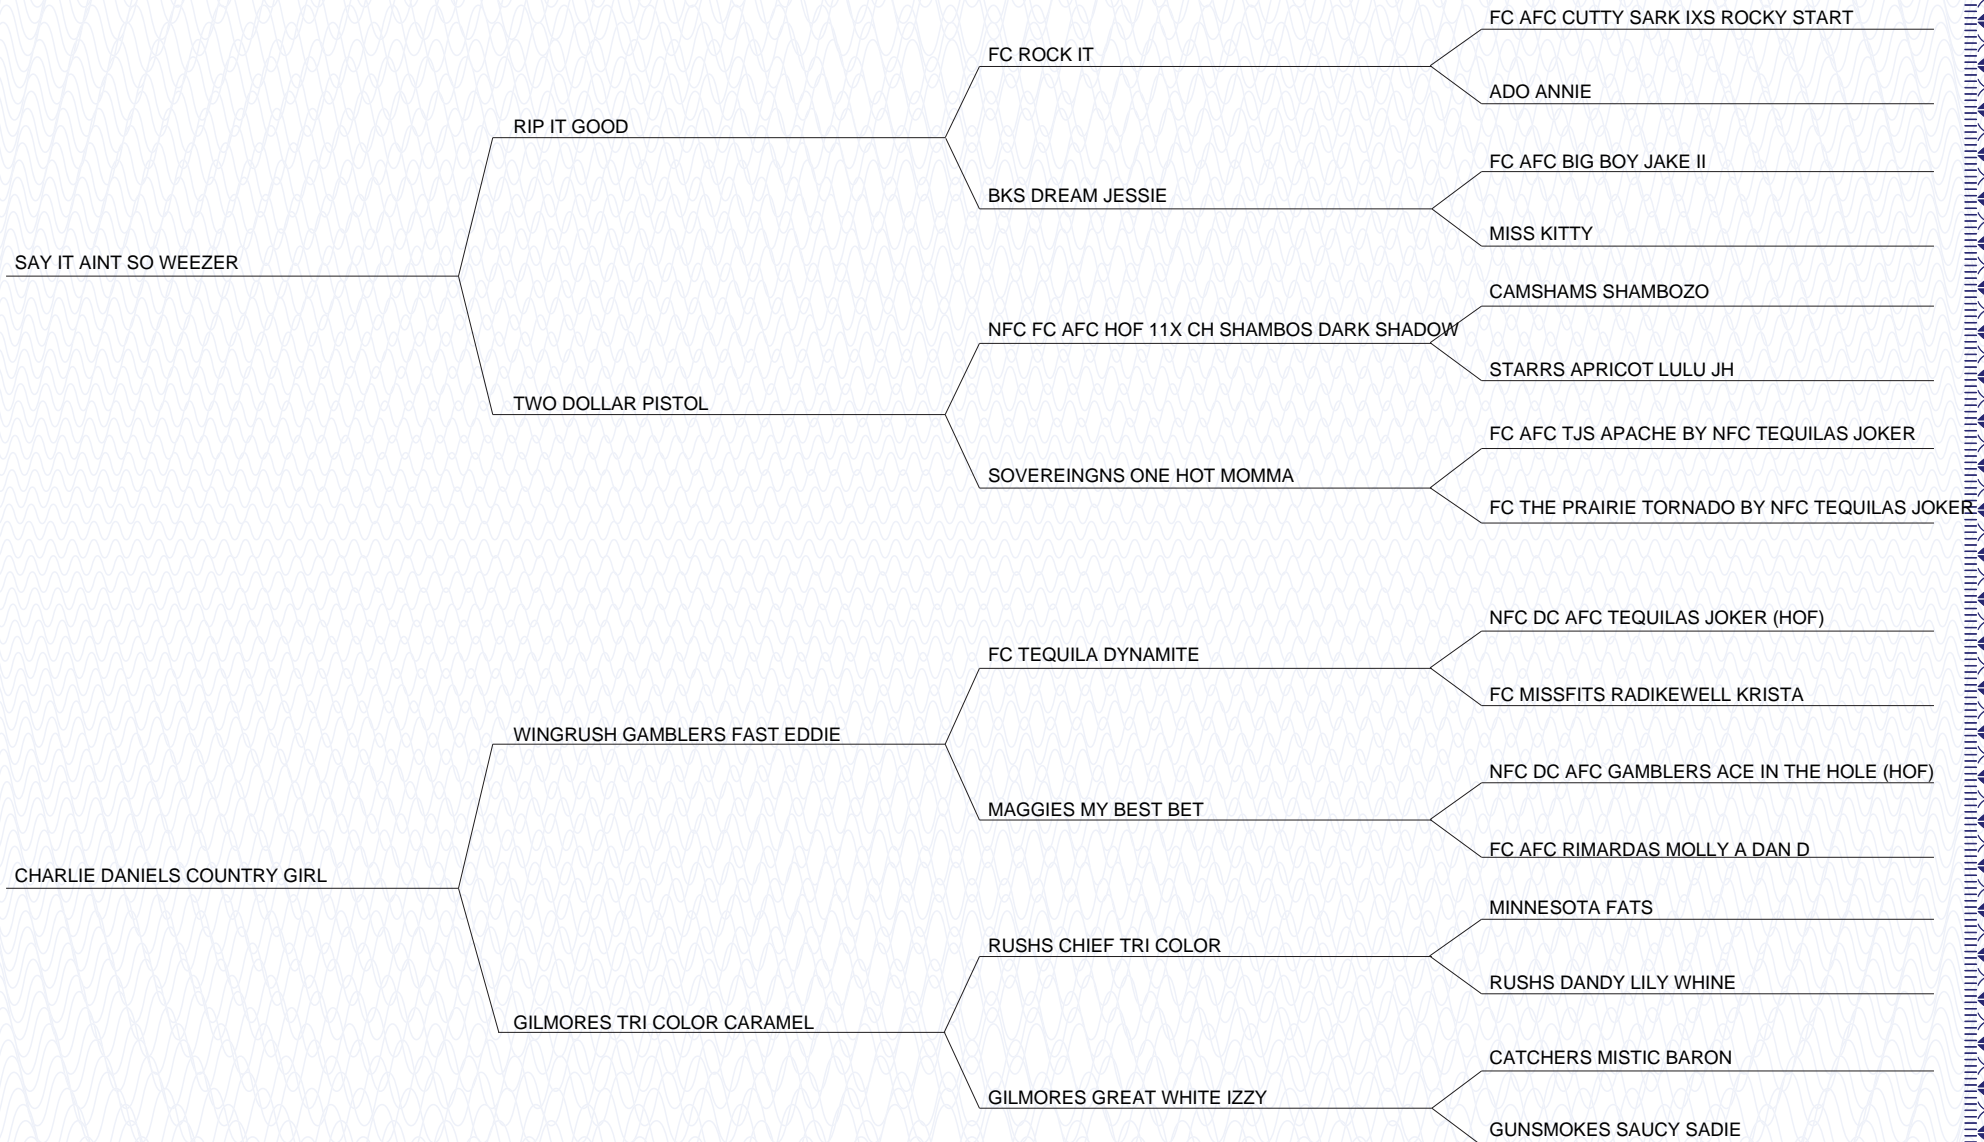 FC AFC CUTTY SARK IXS ROCKY START
FC ROCK IT
ADO ANNIE
RIP IT GOOD
FC AFC BIG BOY JAKE II
BKS DREAM JESSIE
MISS KITTY
SAY IT AINT SO WEEZER
CAMSHAMS SHAMBOZO
NFC FC AFC HOF 11X CH SHAMBOS DARK SHADOW
STARRS APRICOT LULU JH
TWO DOLLAR PISTOL
FC AFC TJS APACHE BY NFC TEQUILAS JOKER
SOVEREINGNS ONE HOT MOMMA
FC THE PRAIRIE TORNADO BY NFC TEQUILAS JOKER
NFC DC AFC TEQUILAS JOKER (HOF)
FC TEQUILA DYNAMITE
FC MISSFITS RADIKEWELL KRISTA
WINGRUSH GAMBLERS FAST EDDIE
NFC DC AFC GAMBLERS ACE IN THE HOLE (HOF)
MAGGIES MY BEST BET
FC AFC RIMARDAS MOLLY A DAN D
CHARLIE DANIELS COUNTRY GIRL
MINNESOTA FATS
RUSHS CHIEF TRI COLOR
RUSHS DANDY LILY WHINE
GILMORES TRI COLOR CARAMEL
CATCHERS MISTIC BARON
GILMORES GREAT WHITE IZZY
GUNSMOKES SAUCY SADIE